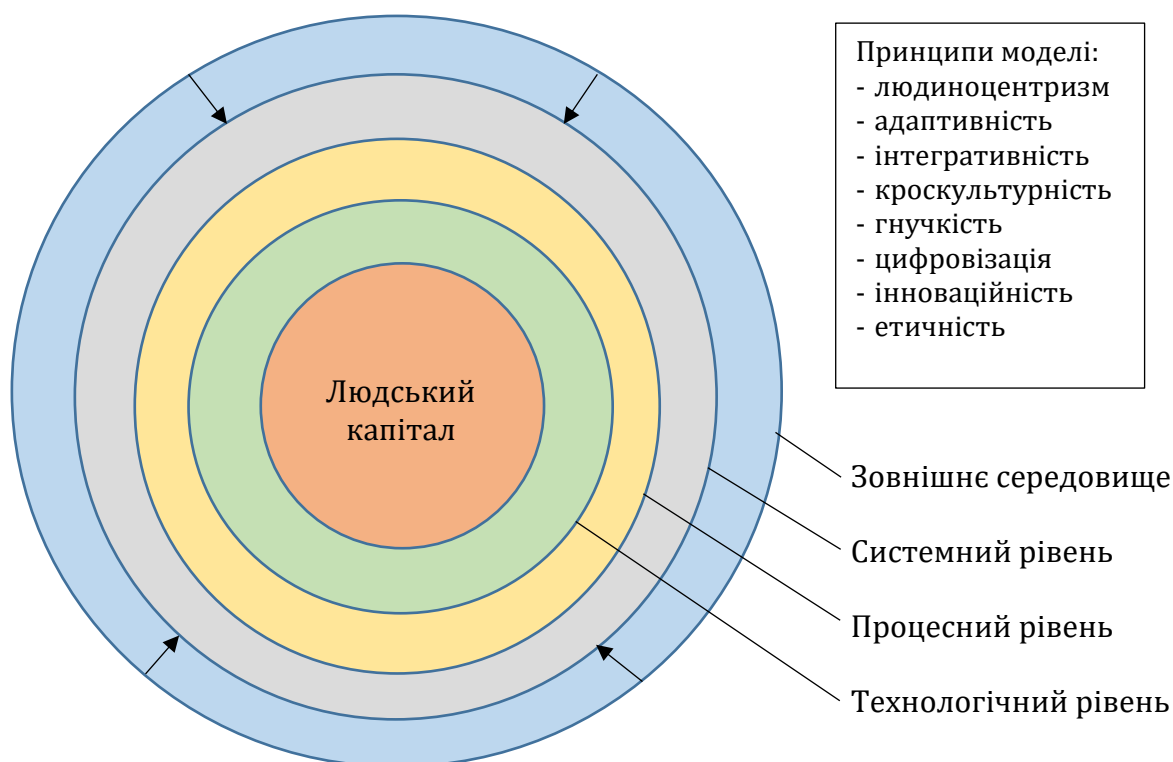 Принципи моделі:
- людиноцентризм
- адаптивність
- інтегративність
- кроскультурність
- гнучкість
- цифровізація
- інноваційність
- етичність
Людський
капітал
Зовнішнє середовище
Системний рівень
Процесний рівень
Технологічний рівень